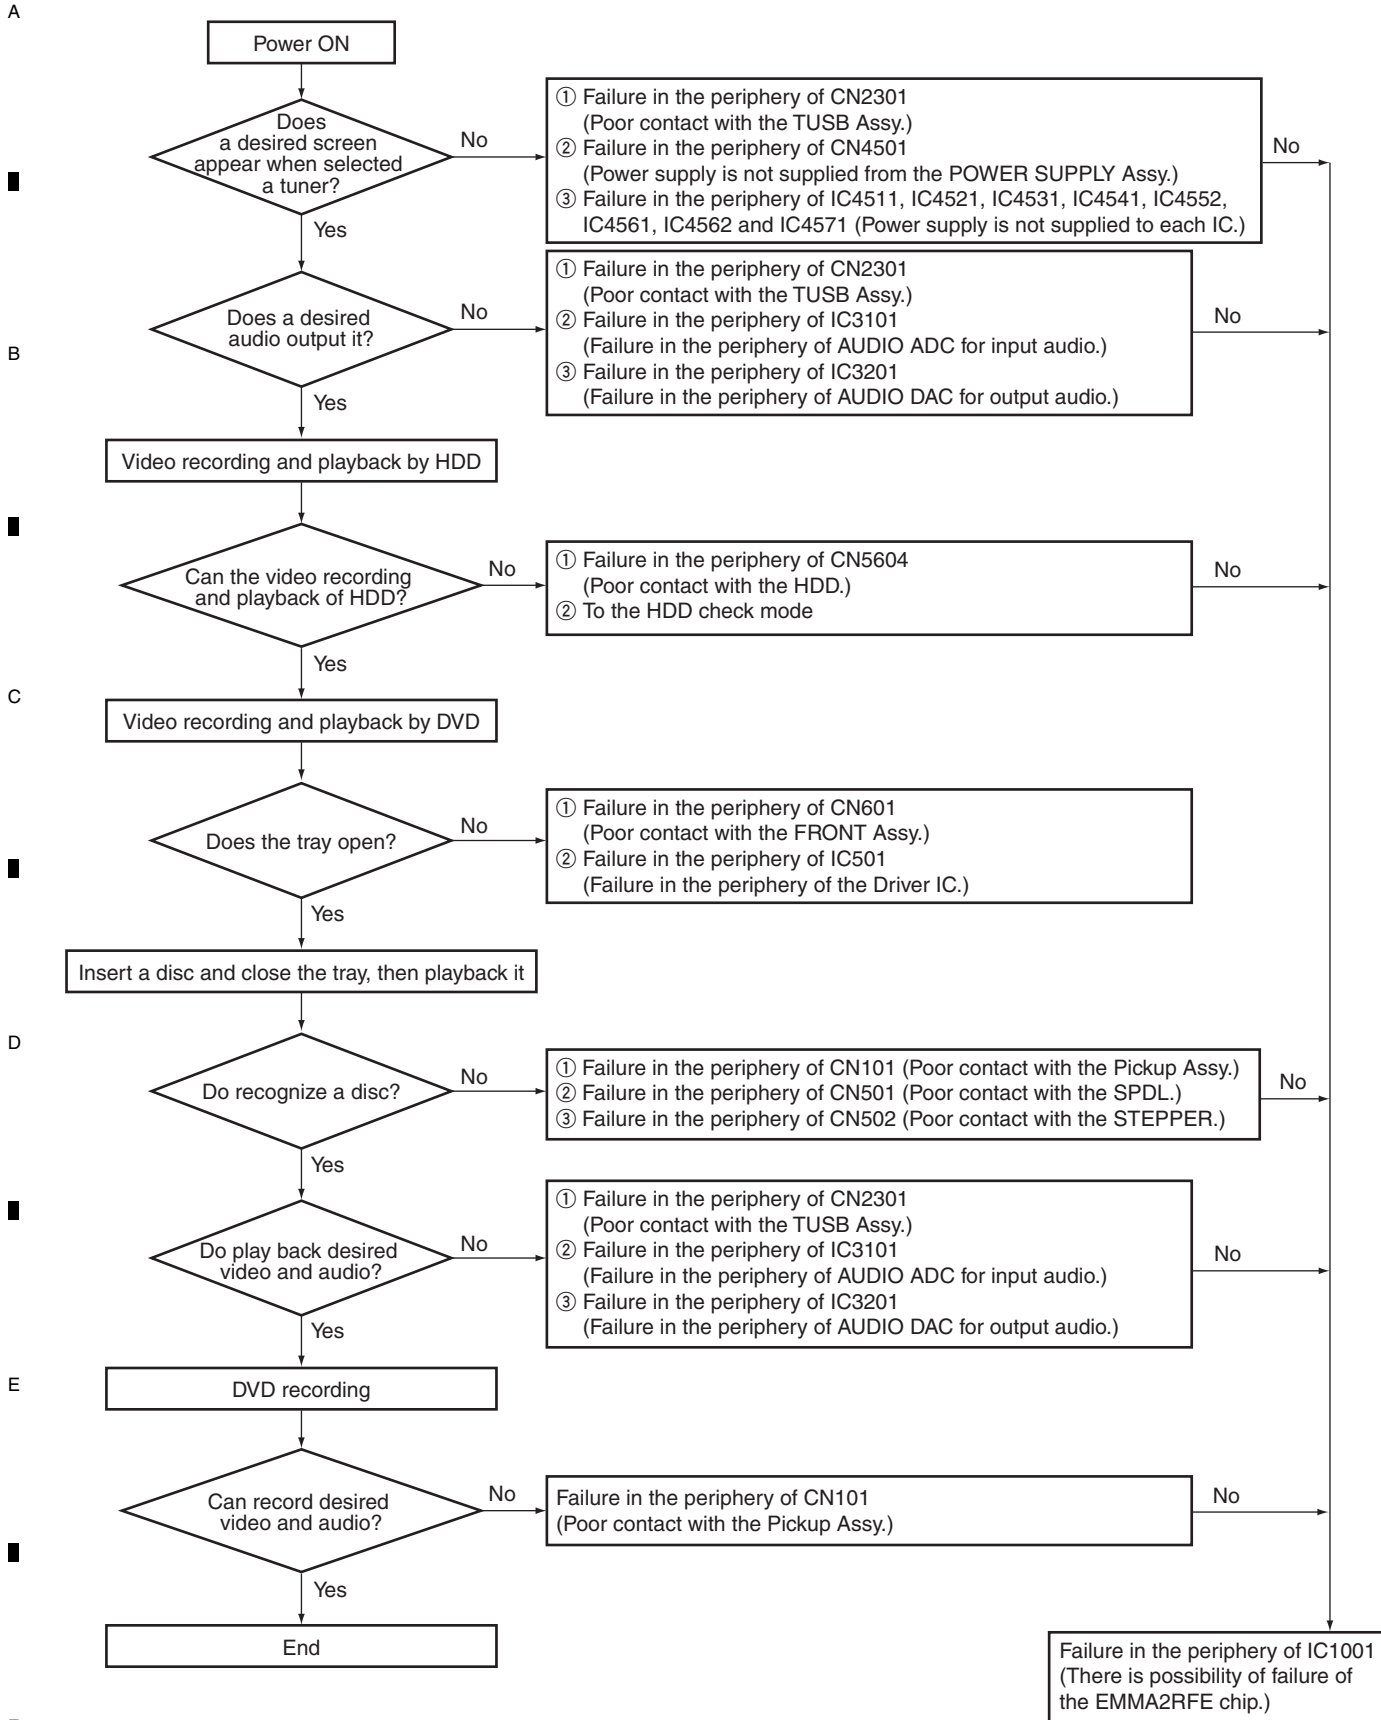 A
Power ON
Does
a desired screen
appear when selected
a tuner?
No
① Failure in the periphery of CN2301
(Poor contact with the TUSB Assy.)
② Failure in the periphery of CN4501
(Power supply is not supplied from the POWER SUPPLY Assy.)
③ Failure in the periphery of IC4511, IC4521, IC4531, IC4541, IC4552,
IC4561, IC4562 and IC4571 (Power supply is not supplied to each IC.)
No
Yes
Does a desired
audio output it?
No
① Failure in the periphery of CN2301
(Poor contact with the TUSB Assy.)
② Failure in the periphery of IC3101
(Failure in the periphery of AUDIO ADC for input audio.)
③ Failure in the periphery of IC3201
(Failure in the periphery of AUDIO DAC for output audio.)
No
B
Yes
Video recording and playback by HDD
Can the video recording
and playback of HDD?
No
① Failure in the periphery of CN5604
(Poor contact with the HDD.)
② To the HDD check mode
No
Yes
C
Video recording and playback by DVD
Does the tray open?
No
① Failure in the periphery of CN601
(Poor contact with the FRONT Assy.)
② Failure in the periphery of IC501
(Failure in the periphery of the Driver IC.)
Yes
Insert a disc and close the tray, then playback it
D
Do recognize a disc?
No
① Failure in the periphery of CN101 (Poor contact with the Pickup Assy.)
② Failure in the periphery of CN501 (Poor contact with the SPDL.)
③ Failure in the periphery of CN502 (Poor contact with the STEPPER.)
No
Yes
Do play back desired
video and audio?
No
① Failure in the periphery of CN2301
(Poor contact with the TUSB Assy.)
② Failure in the periphery of IC3101
(Failure in the periphery of AUDIO ADC for input audio.)
③ Failure in the periphery of IC3201
(Failure in the periphery of AUDIO DAC for output audio.)
No
Yes
E
DVD recording
Can record desired
video and audio?
No
Failure in the periphery of CN101
(Poor contact with the Pickup Assy.)
No
Yes
End
Failure in the periphery of IC1001
(There is possibility of failure of
the EMMA2RFE chip.)